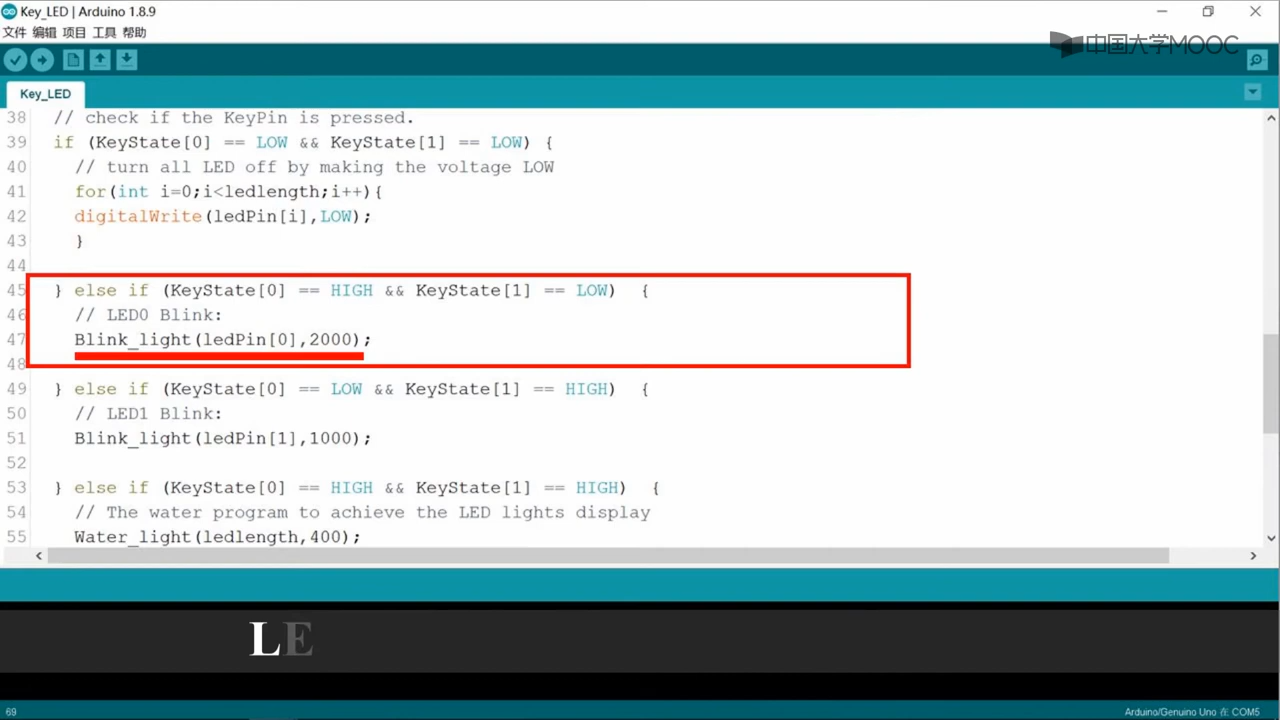 Key_LED | Arduino 1.8.9
文件 编辑 项目 工具 帮助
中国大学MOOC
Key_LED
38 // check if the KeyPin is pressed.
39 if (KeyState[0] == LOW && KeyState[1] == LOW) {
40 // turn all LED off by making the voltage LOW
41 for(int i=0;i<ledlength;i++){
42 digitalWrite(ledPin[i],LOW);
43 }
44
45 } else if (KeyState[0] == HIGH && KeyState[1] == LOW) {
46 // LED0 Blink:
47 Blink_light(ledPin[0],2000);
48
49 } else if (KeyState[0] == LOW && KeyState[1] == HIGH) {
50 // LED1 Blink:
51 Blink_light(ledPin[1],1000);
52
53 } else if (KeyState[0] == HIGH && KeyState[1] == HIGH) {
54 // The water program to achieve the LED lights display
55 Water_light(ledlength,400);
LE
69 Arduino/Genuino Uno 在 COM5